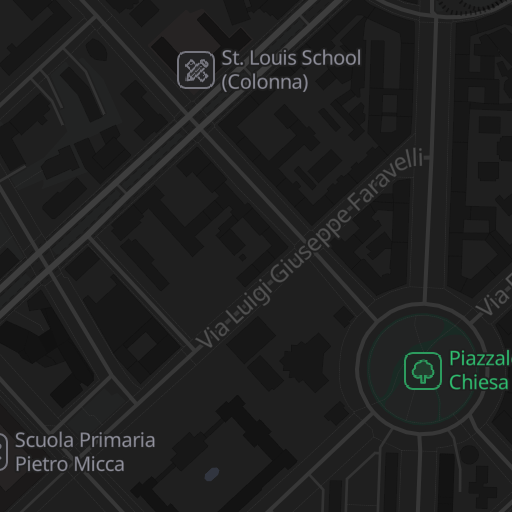 St. Louis School
(Colonna)
Via Luigi Giuseppe Faravelli
Via
Piazzal
Chiesa
Scuola Primaria
Pietro Micca